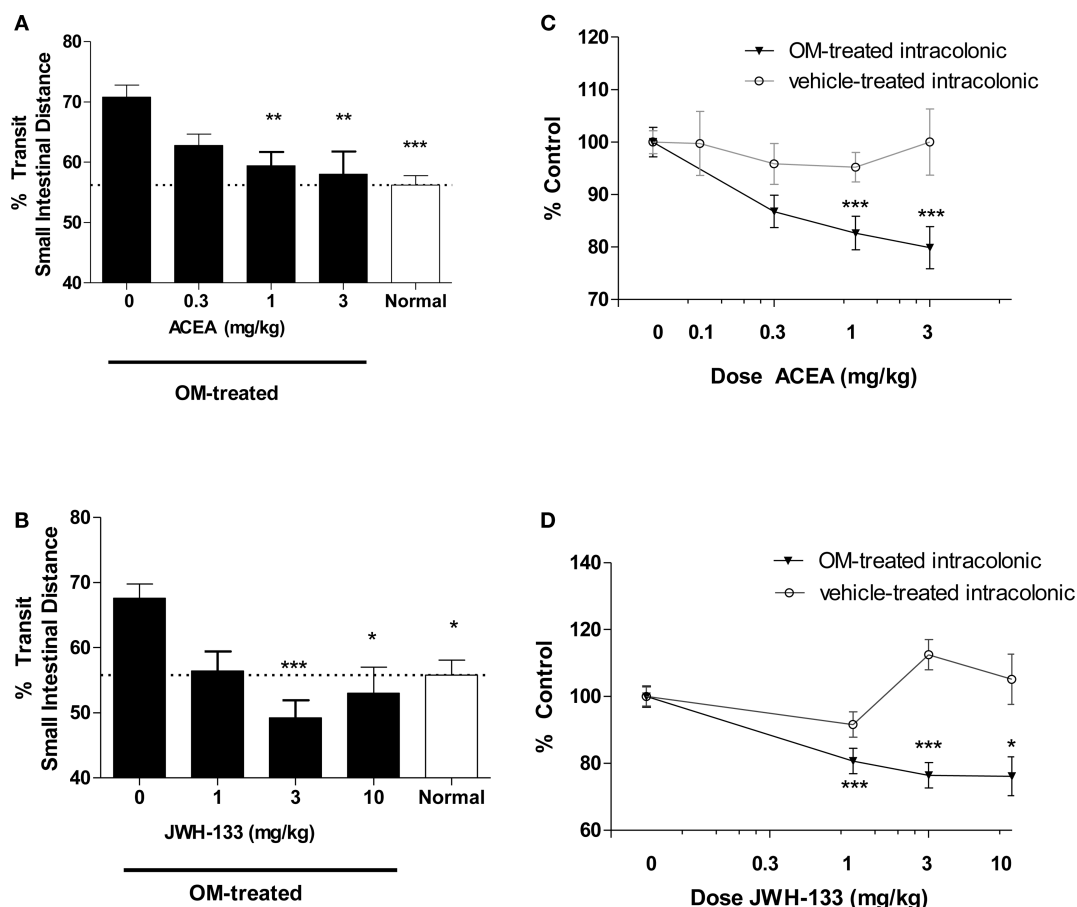 A
% Transit
Small Intestinal Distance
80
70
60
50
40
**
**
***
0
0.3
1
3
Normal
ACEA (mg/kg)
OM-treated
C
% Control
120
110
100
90
80
70
OM-treated intracolonic
vehicle-treated intracolonic
***
***
0
0.1
0.3
1
3
Dose ACEA (mg/kg)
B
% Transit
Small Intestinal Distance
80
70
60
50
40
***
*
*
0
1
3
10
Normal
JWH-133 (mg/kg)
OM-treated
D
% Control
140
120
100
80
60
OM-treated intracolonic
vehicle-treated intracolonic
***
***
*
0
0.3
1
3
10
Dose JWH-133 (mg/kg)